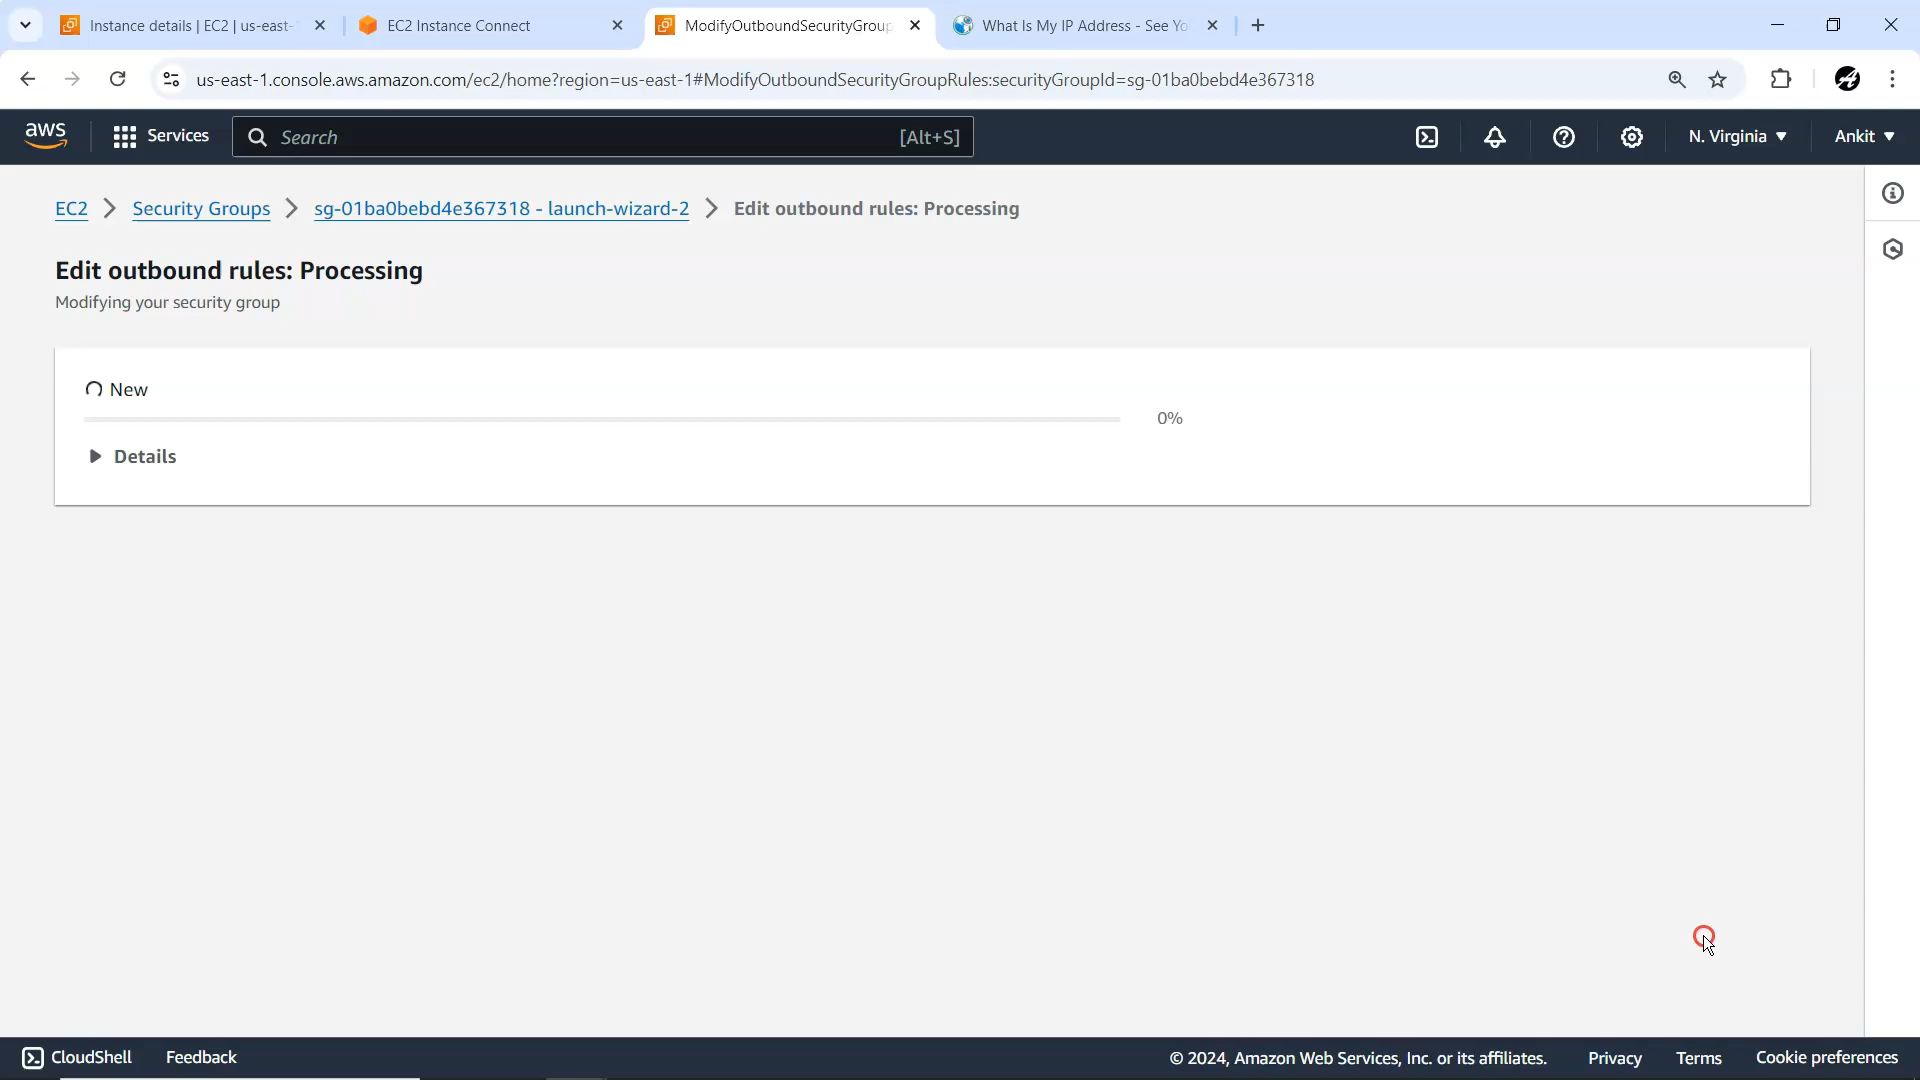 Instance details | EC2 | us-east-
EC2 Instance Connect
ModifyOutboundSecurityGroup
What Is My IP Address - See Yo
us-east-1.console.aws.amazon.com/ec2/home?region=us-east-1#ModifyOutboundSecurityGroupRules:securityGroupId=sg-01ba0bebd4e367318
aws
Services
Search
[Alt+S]
N. Virginia
Ankit
EC2
Security Groups
sg-01ba0bebd4e367318 - launch-wizard-2
Edit outbound rules: Processing
Edit outbound rules: Processing
Modifying your security group
New
0%
Details
CloudShell
Feedback
© 2024, Amazon Web Services, Inc. or its affiliates.
Privacy
Terms
Cookie preferences